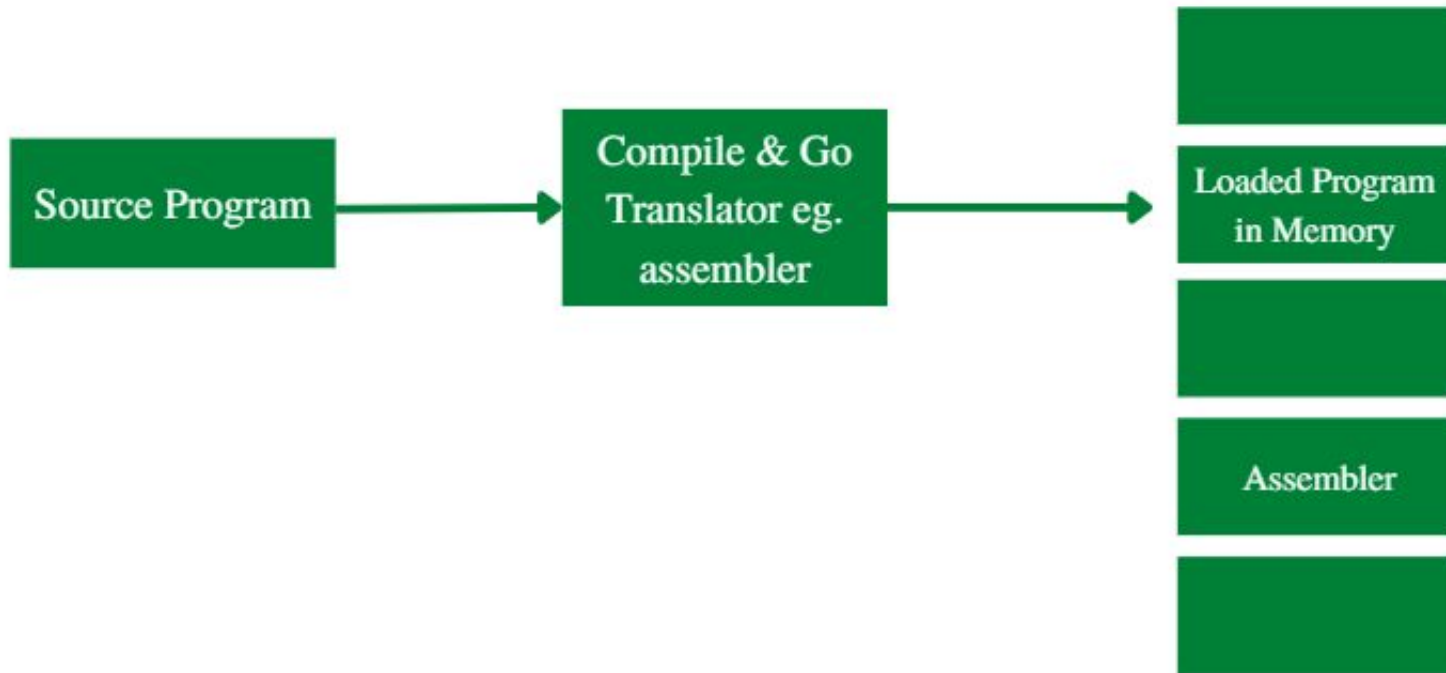 Source Program
Compile & Go
Translator eg.
assembler
Loaded Program
in Memory
Assembler